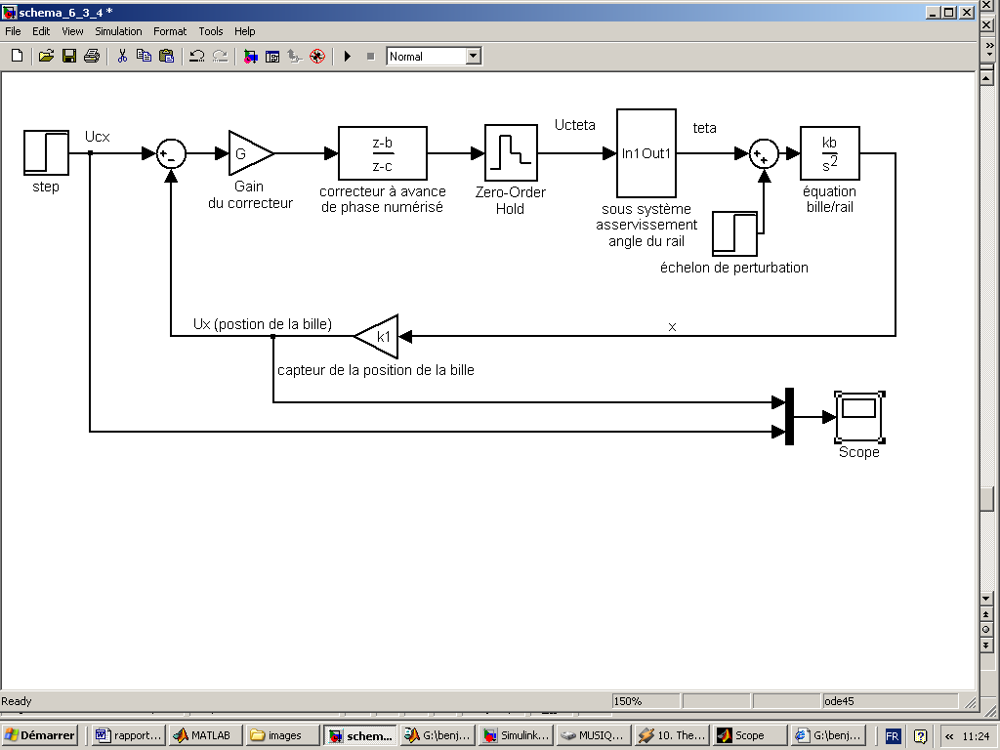 schema_6_3_4 *
File Edit View Simulation Format Tools Help
Normal
Ucx
step
+
-
G
Gain
du correcteur
z-b
z-c
correcteur à avance
de phase numérisé
Zero-Order
Hold
Ucteta
In1 Out1
sous système
asservissement
angle du rail
teta
+
+
échelon de perturbation
kb
s2
équation
bille/rail
Ux (postion de la bille)
k1
capteur de la position de la bille
x
Scope
Ready
150%
ode45
Démarrer
rapport...
MATLAB
images
schem...
G:\benj...
Simulink...
MUSIQ...
10. The...
Scope
G:\benj...
FR
11:24